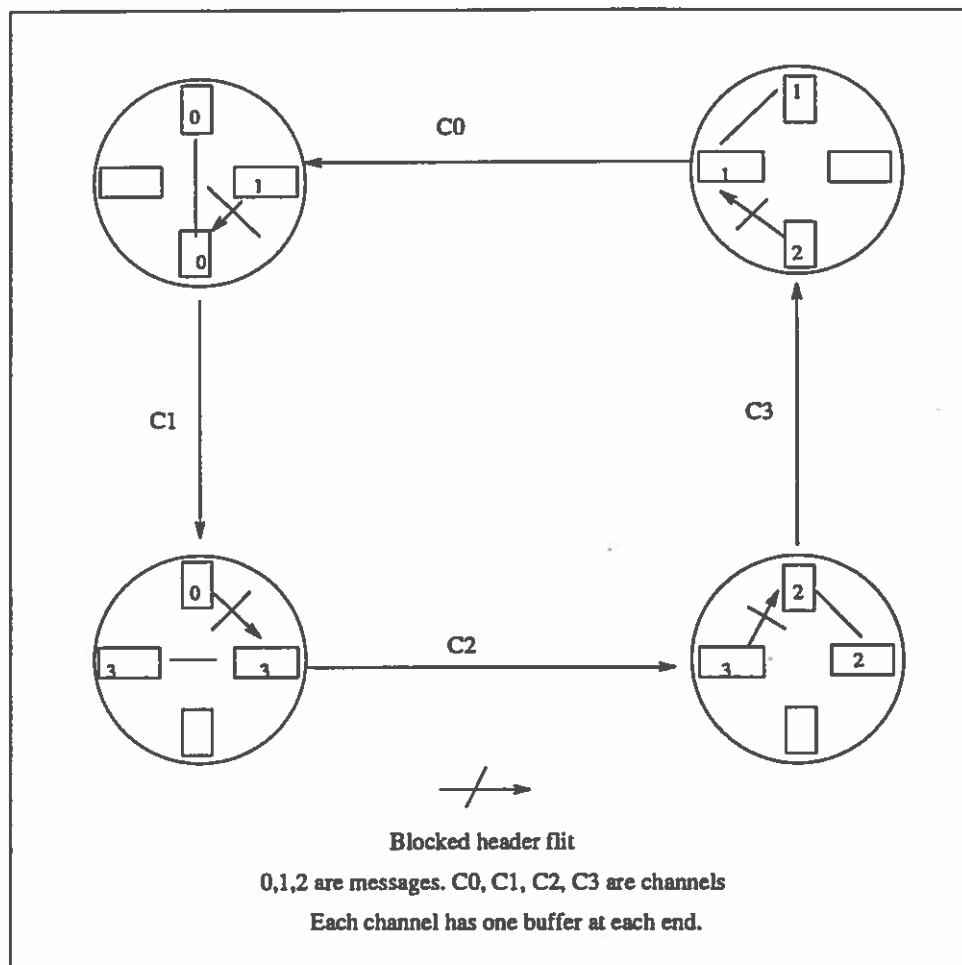 0
1
C0
1
1
0
2
C1
C3
0
2
3
3
C2
3
2
Blocked header flit
0,1,2 are messages. C0, C1, C2, C3 are channels
Each channel has one buffer at each end.